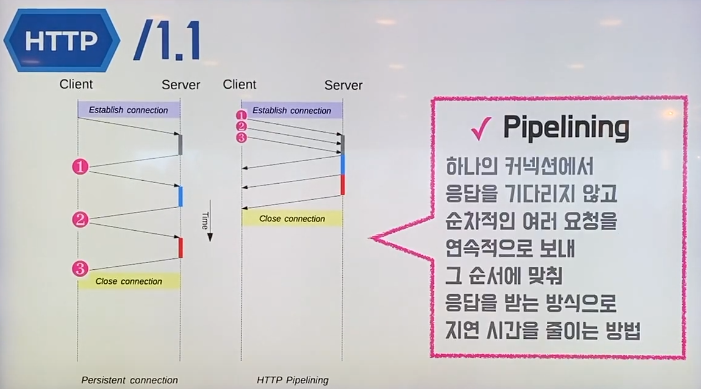 HTTP /1.1
Client Server Client Server
Establish connection
Establish connection
1
2
3
1
2
3
Time
Close connection
Close connection
Persistent connection
HTTP Pipelining
✓ Pipelining
하나의 커넥션에서
응답을 기다리지 않고
순차적인 여러 요청을
연속적으로 보내
그 순서에 맞춰
응답을 받는 방식으로
지연 시간을 줄이는 방법